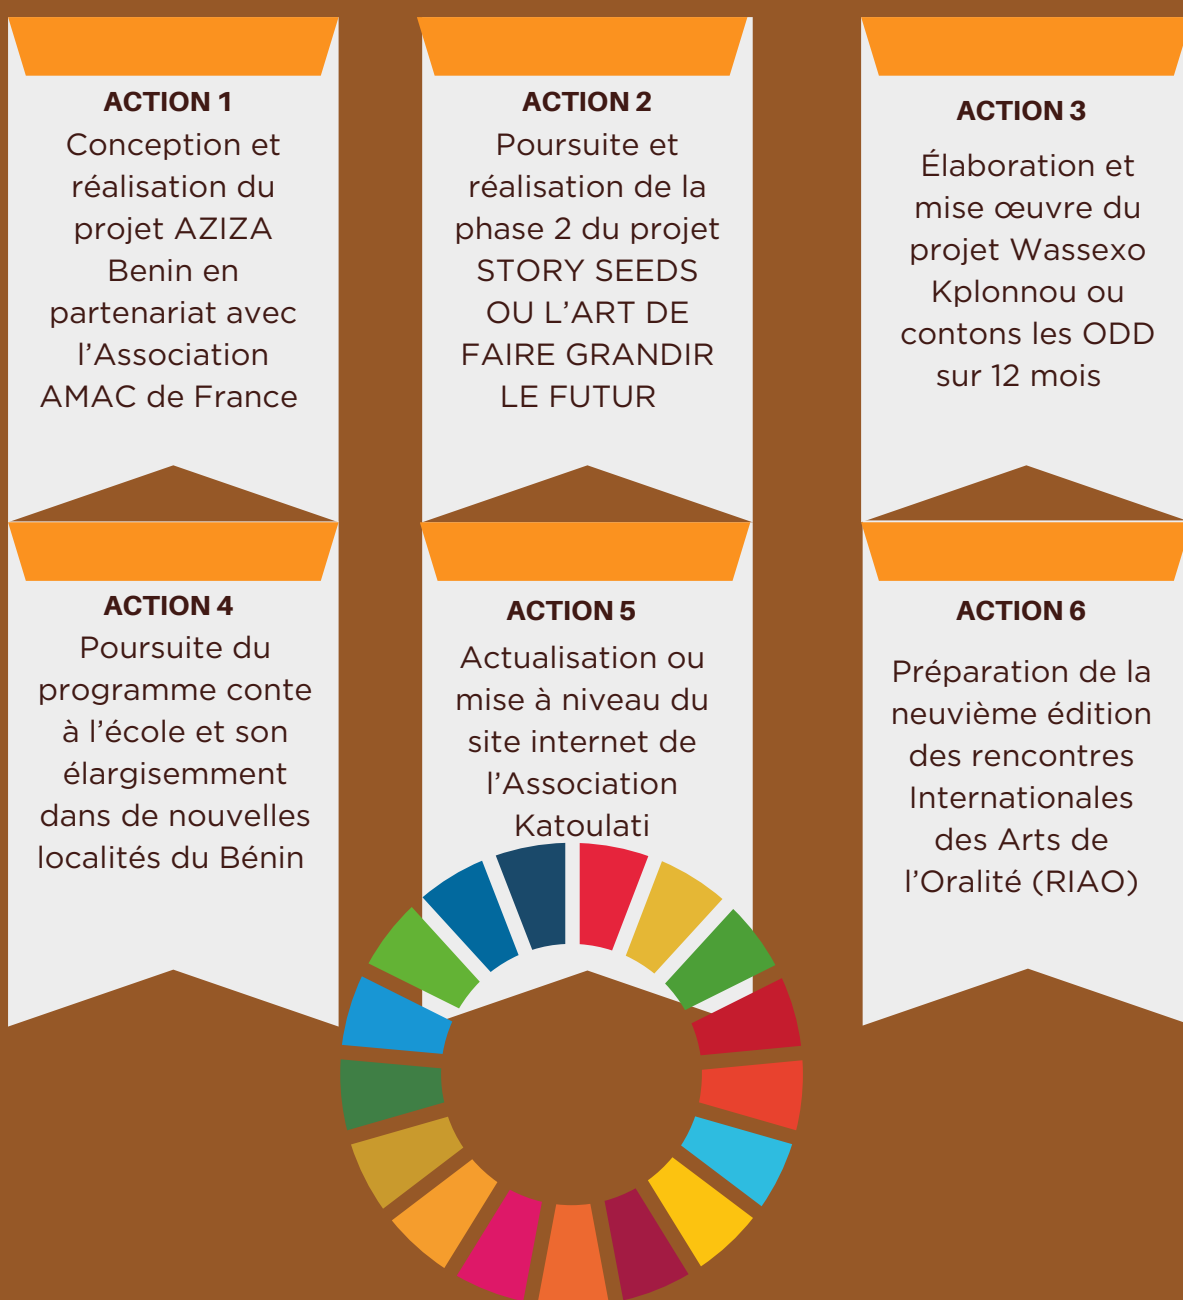 ACTION 1
Conception et
réalisation du
projet AZIZA
Benin en
partenariat avec
l'Association
AMAC de France
ACTION 2
Poursuite et
réalisation de la
phase 2 du projet
STORY SEEDS
OU L'ART DE
FAIRE GRANDIR
LE FUTUR
ACTION 3
Élaboration et
mise œuvre du
projet Wassexo
Kplonnou ou
contons les ODD
sur 12 mois
ACTION 4
Poursuite du
programme conte
à l'école et son
élargisemment
dans de nouvelles
localités du Bénin
ACTION 5
Actualisation ou
mise à niveau du
site internet de
l'Association
Katoulati
ACTION 6
Préparation de la
neuvième édition
des rencontres
Internationales
des Arts de
l'Oralité (RIAO)